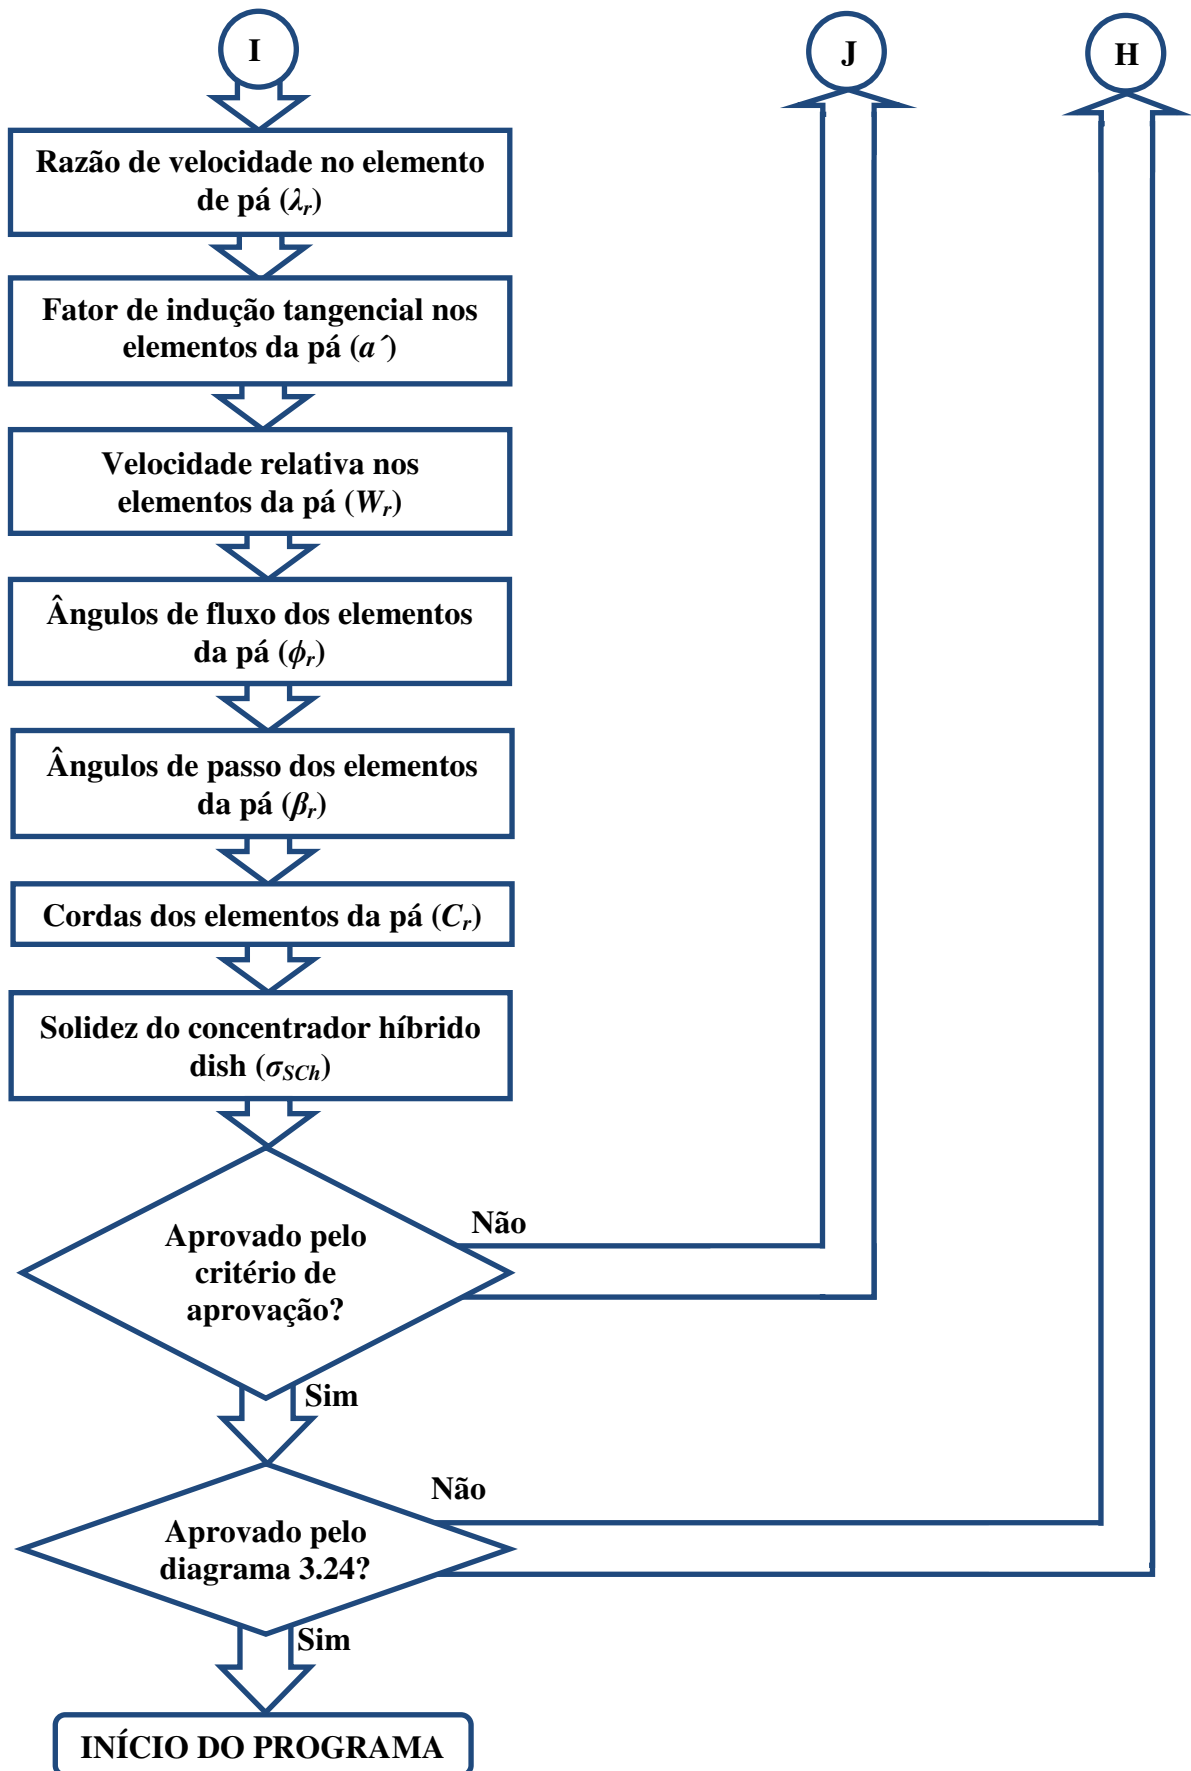 I
J
H
Razão de velocidade no elemento
de pá (λr)
Fator de indução tangencial nos
elementos da pá (a´)
Velocidade relativa nos
elementos da pá (Wr)
Ângulos de fluxo dos elementos
da pá (ϕr)
Ângulos de passo dos elementos
da pá (βr)
Cordas dos elementos da pá (Cr)
Solidez do concentrador híbrido
dish (σSCh)
Não
Aprovado pelo
critério de
aprovação?
Sim
Não
Aprovado pelo
diagrama 3.24?
Sim
INÍCIO DO PROGRAMA